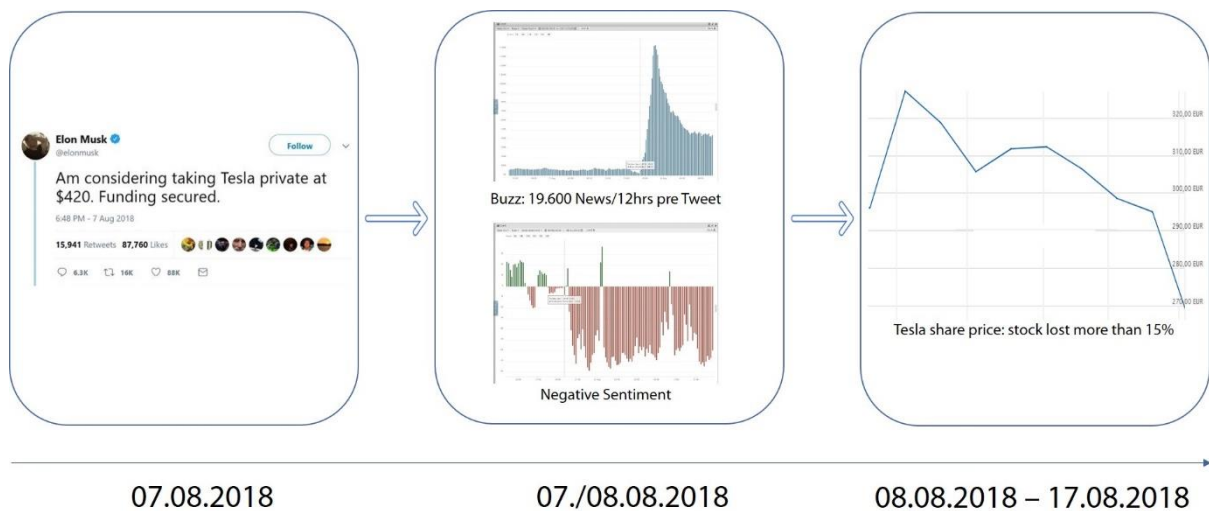 Elon Musk
@elonmusk
Follow
Am considering taking Tesla private at
$420. Funding secured.
6:48 PM – 7 Aug 2018
15,941 Retweets 87,760 Likes
6.3K 16K 88K
Buzz: 19.600 News/12hrs pre Tweet
Negative Sentiment
320,00 EUR
310,00 EUR
300,00 EUR
290,00 EUR
280,00 EUR
270,00 EUR
Tesla share price: stock lost more than 15%
07.08.2018
07./08.08.2018
08.08.2018 – 17.08.2018